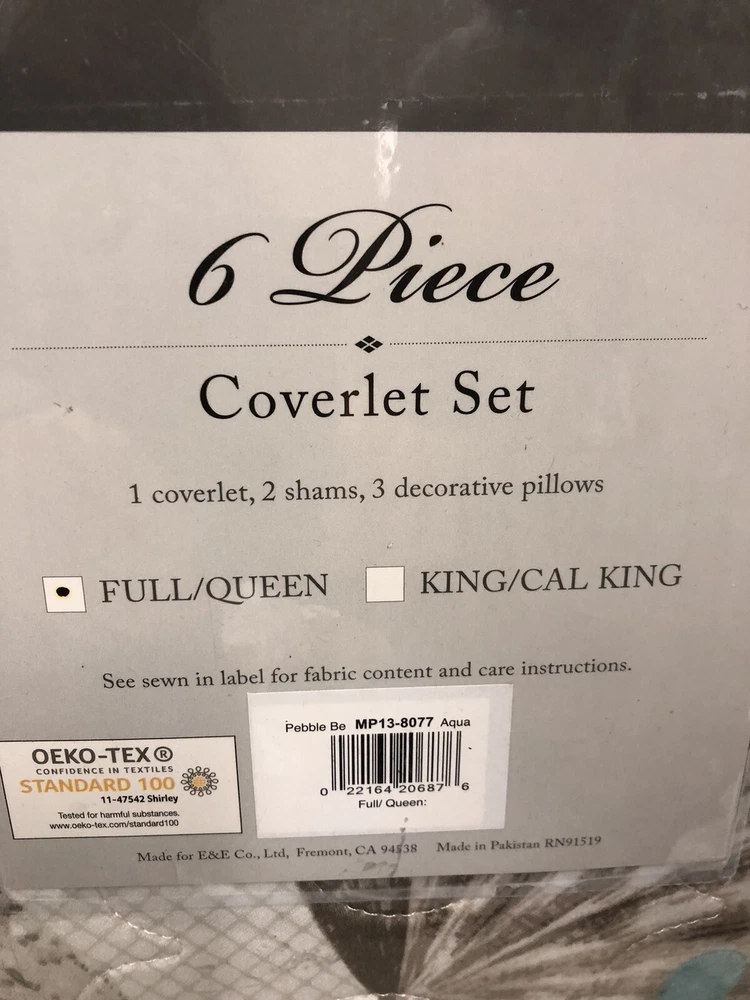 6 Piece
Coverlet Set
1 coverlet, 2 shams, 3 decorative pillows
FULL/QUEEN KING/CAL KING
See sewn in label for fabric content and care instructions.
Pebble Be MP13-8077 Aqua
0 22164 20687 6
Full/ Queen:
OEKO-TEX®
CONFIDENCE IN TEXTILES
STANDARD 100
11-47542 Shirley
Tested for harmful substances.
www.oeko-tex.com/standard100
Made for E&E Co., Ltd, Fremont, CA 94538 Made in Pakistan RN91519